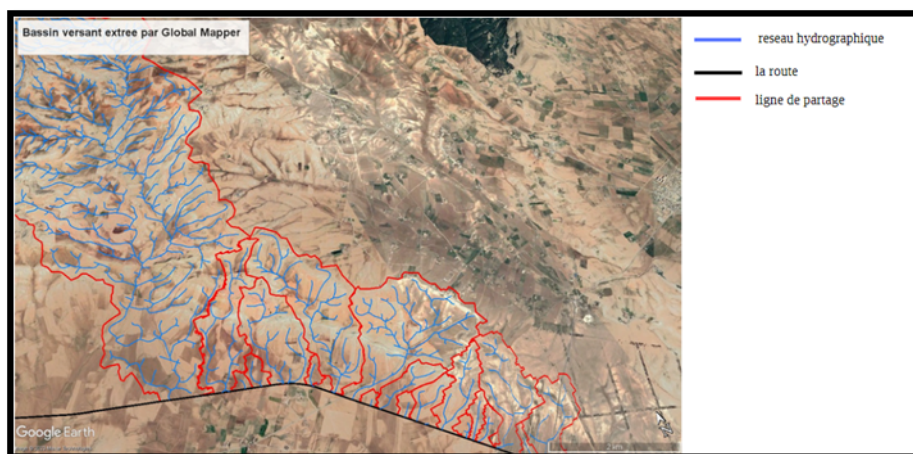 Bassin versant extree par Global Mapper
reseau hydrographique
la route
ligne de partage
Google Earth